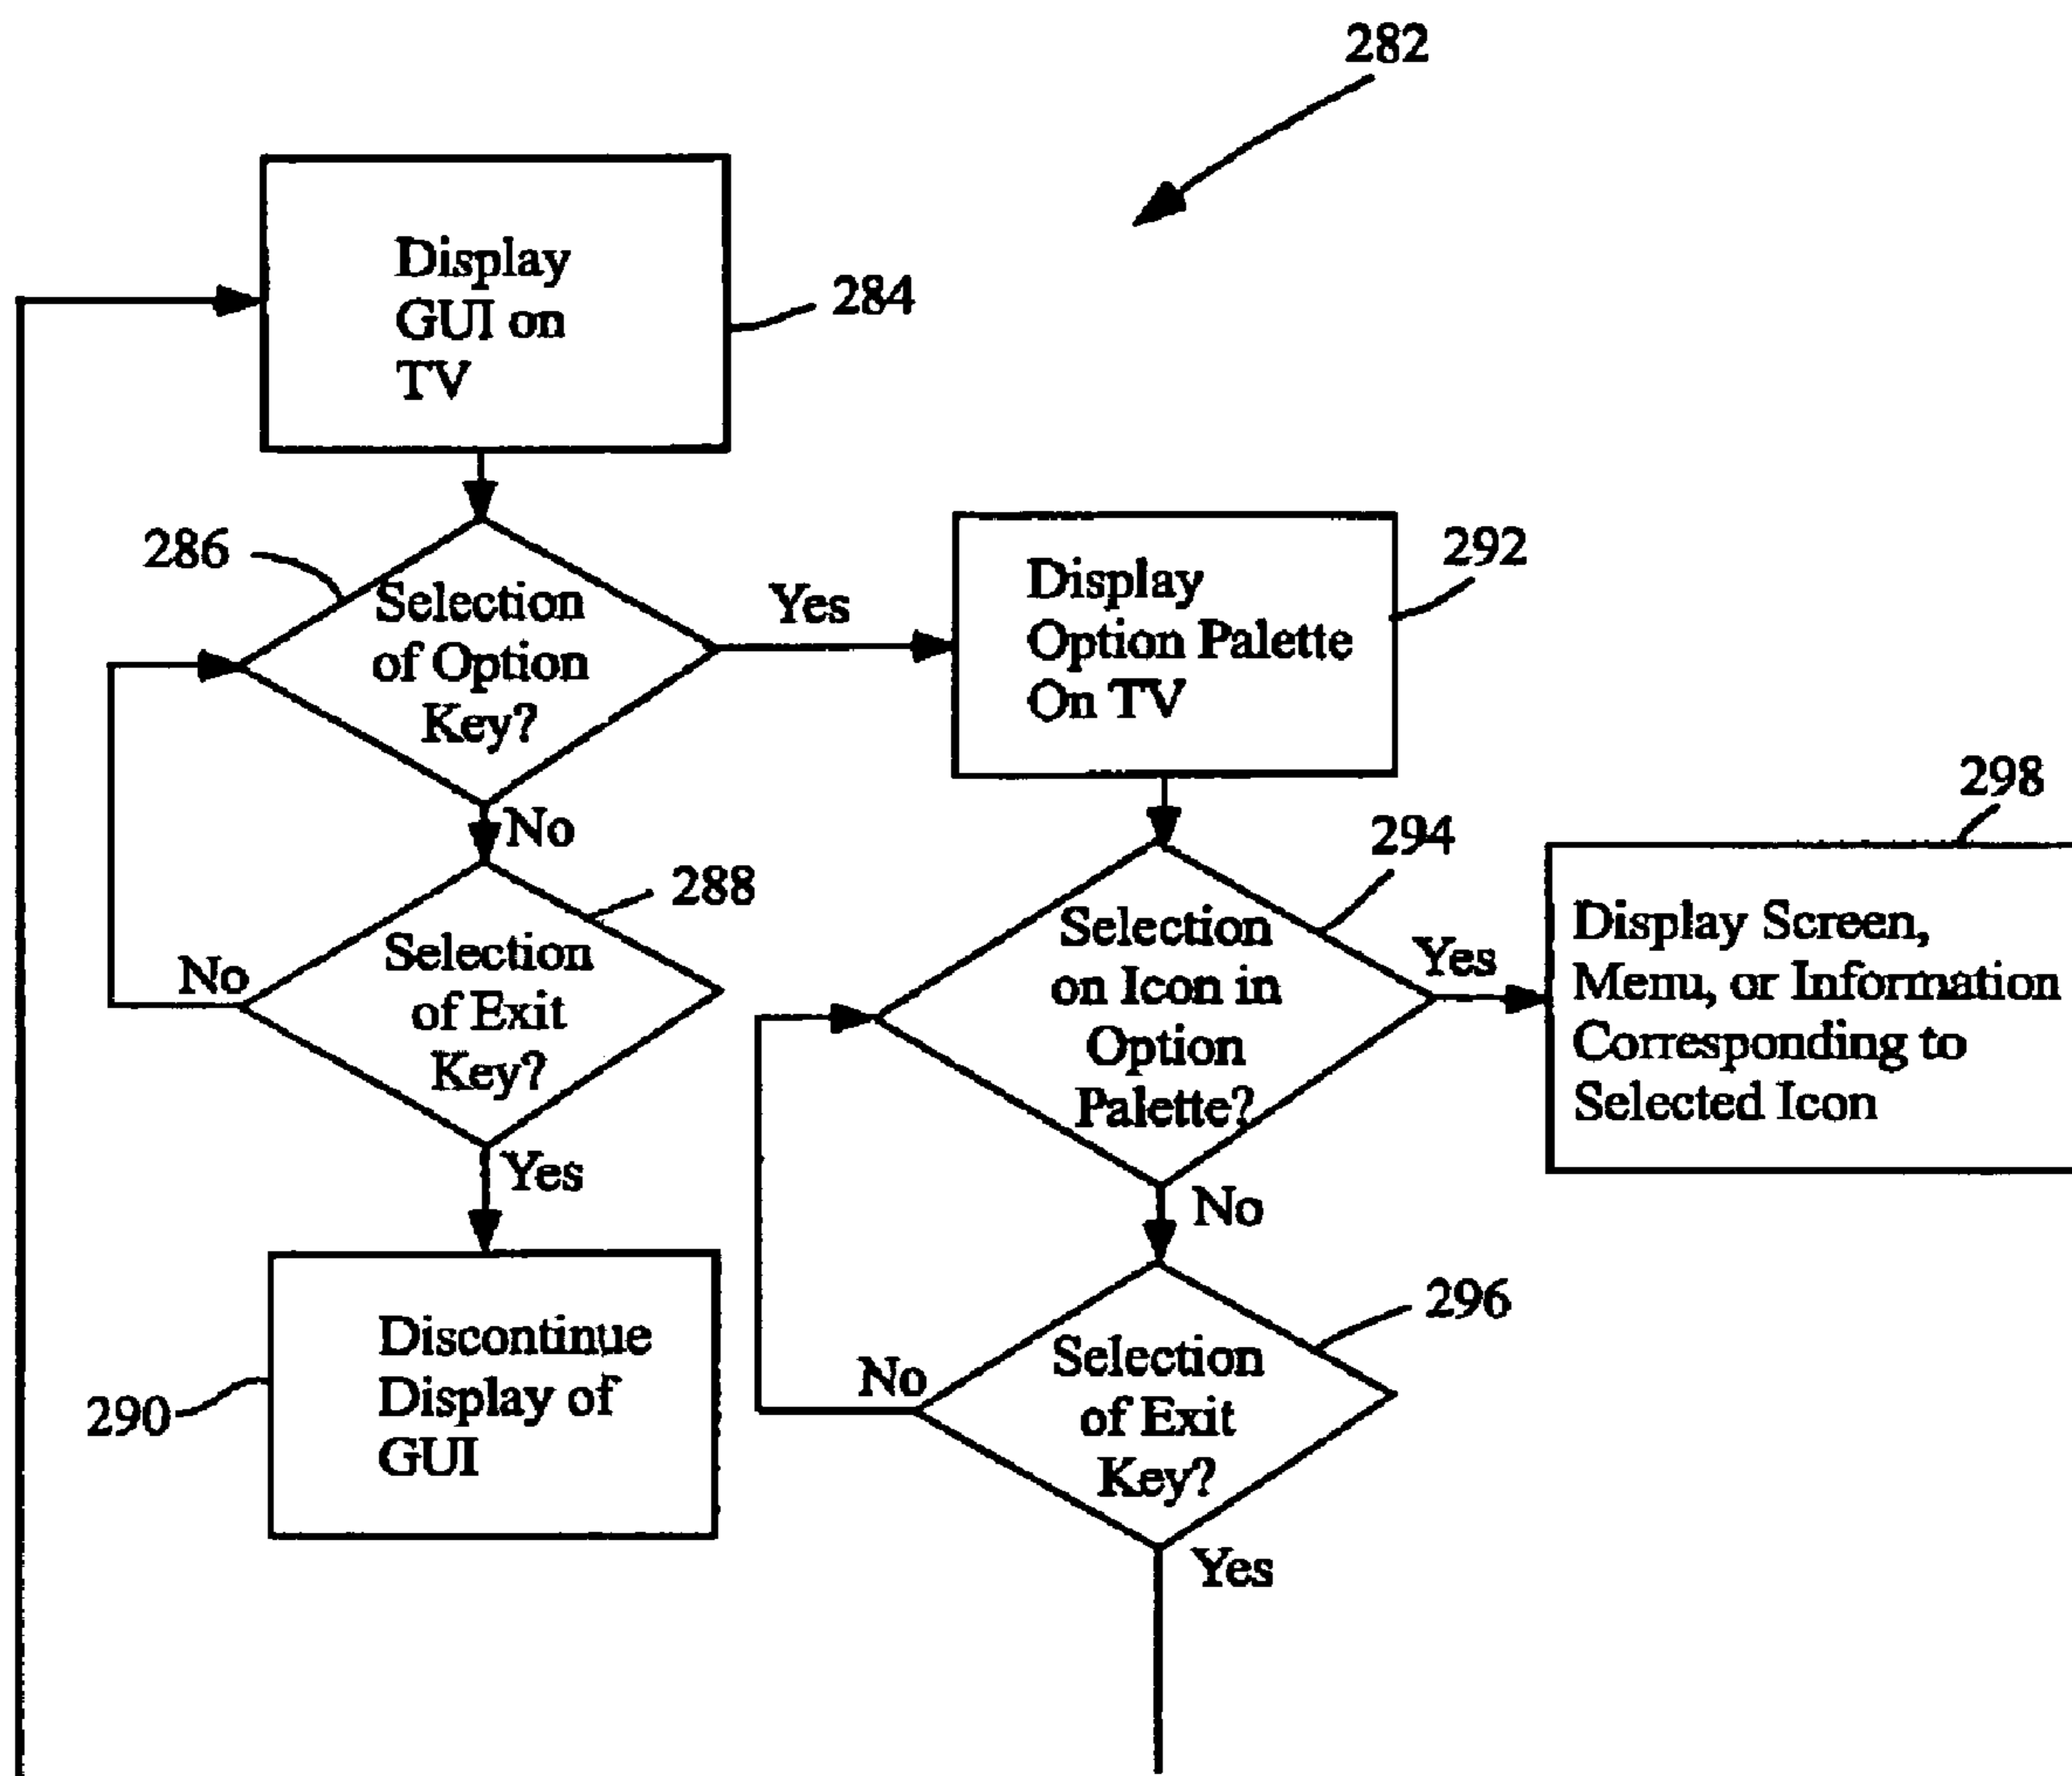 282
Display
GUI on
TV
284
286
Selection
of Option
Key?
Yes
No
Display
Option Palette
On TV
292
288
Selection
of Exit
Key?
No
Yes
294
Selection
on Icon in
Option
Palette?
Yes
No
298
Display Screen,
Menu, or Information
Corresponding to
Selected Icon
290
Discontinue
Display of
GUI
296
Selection
of Exit
Key?
No
Yes